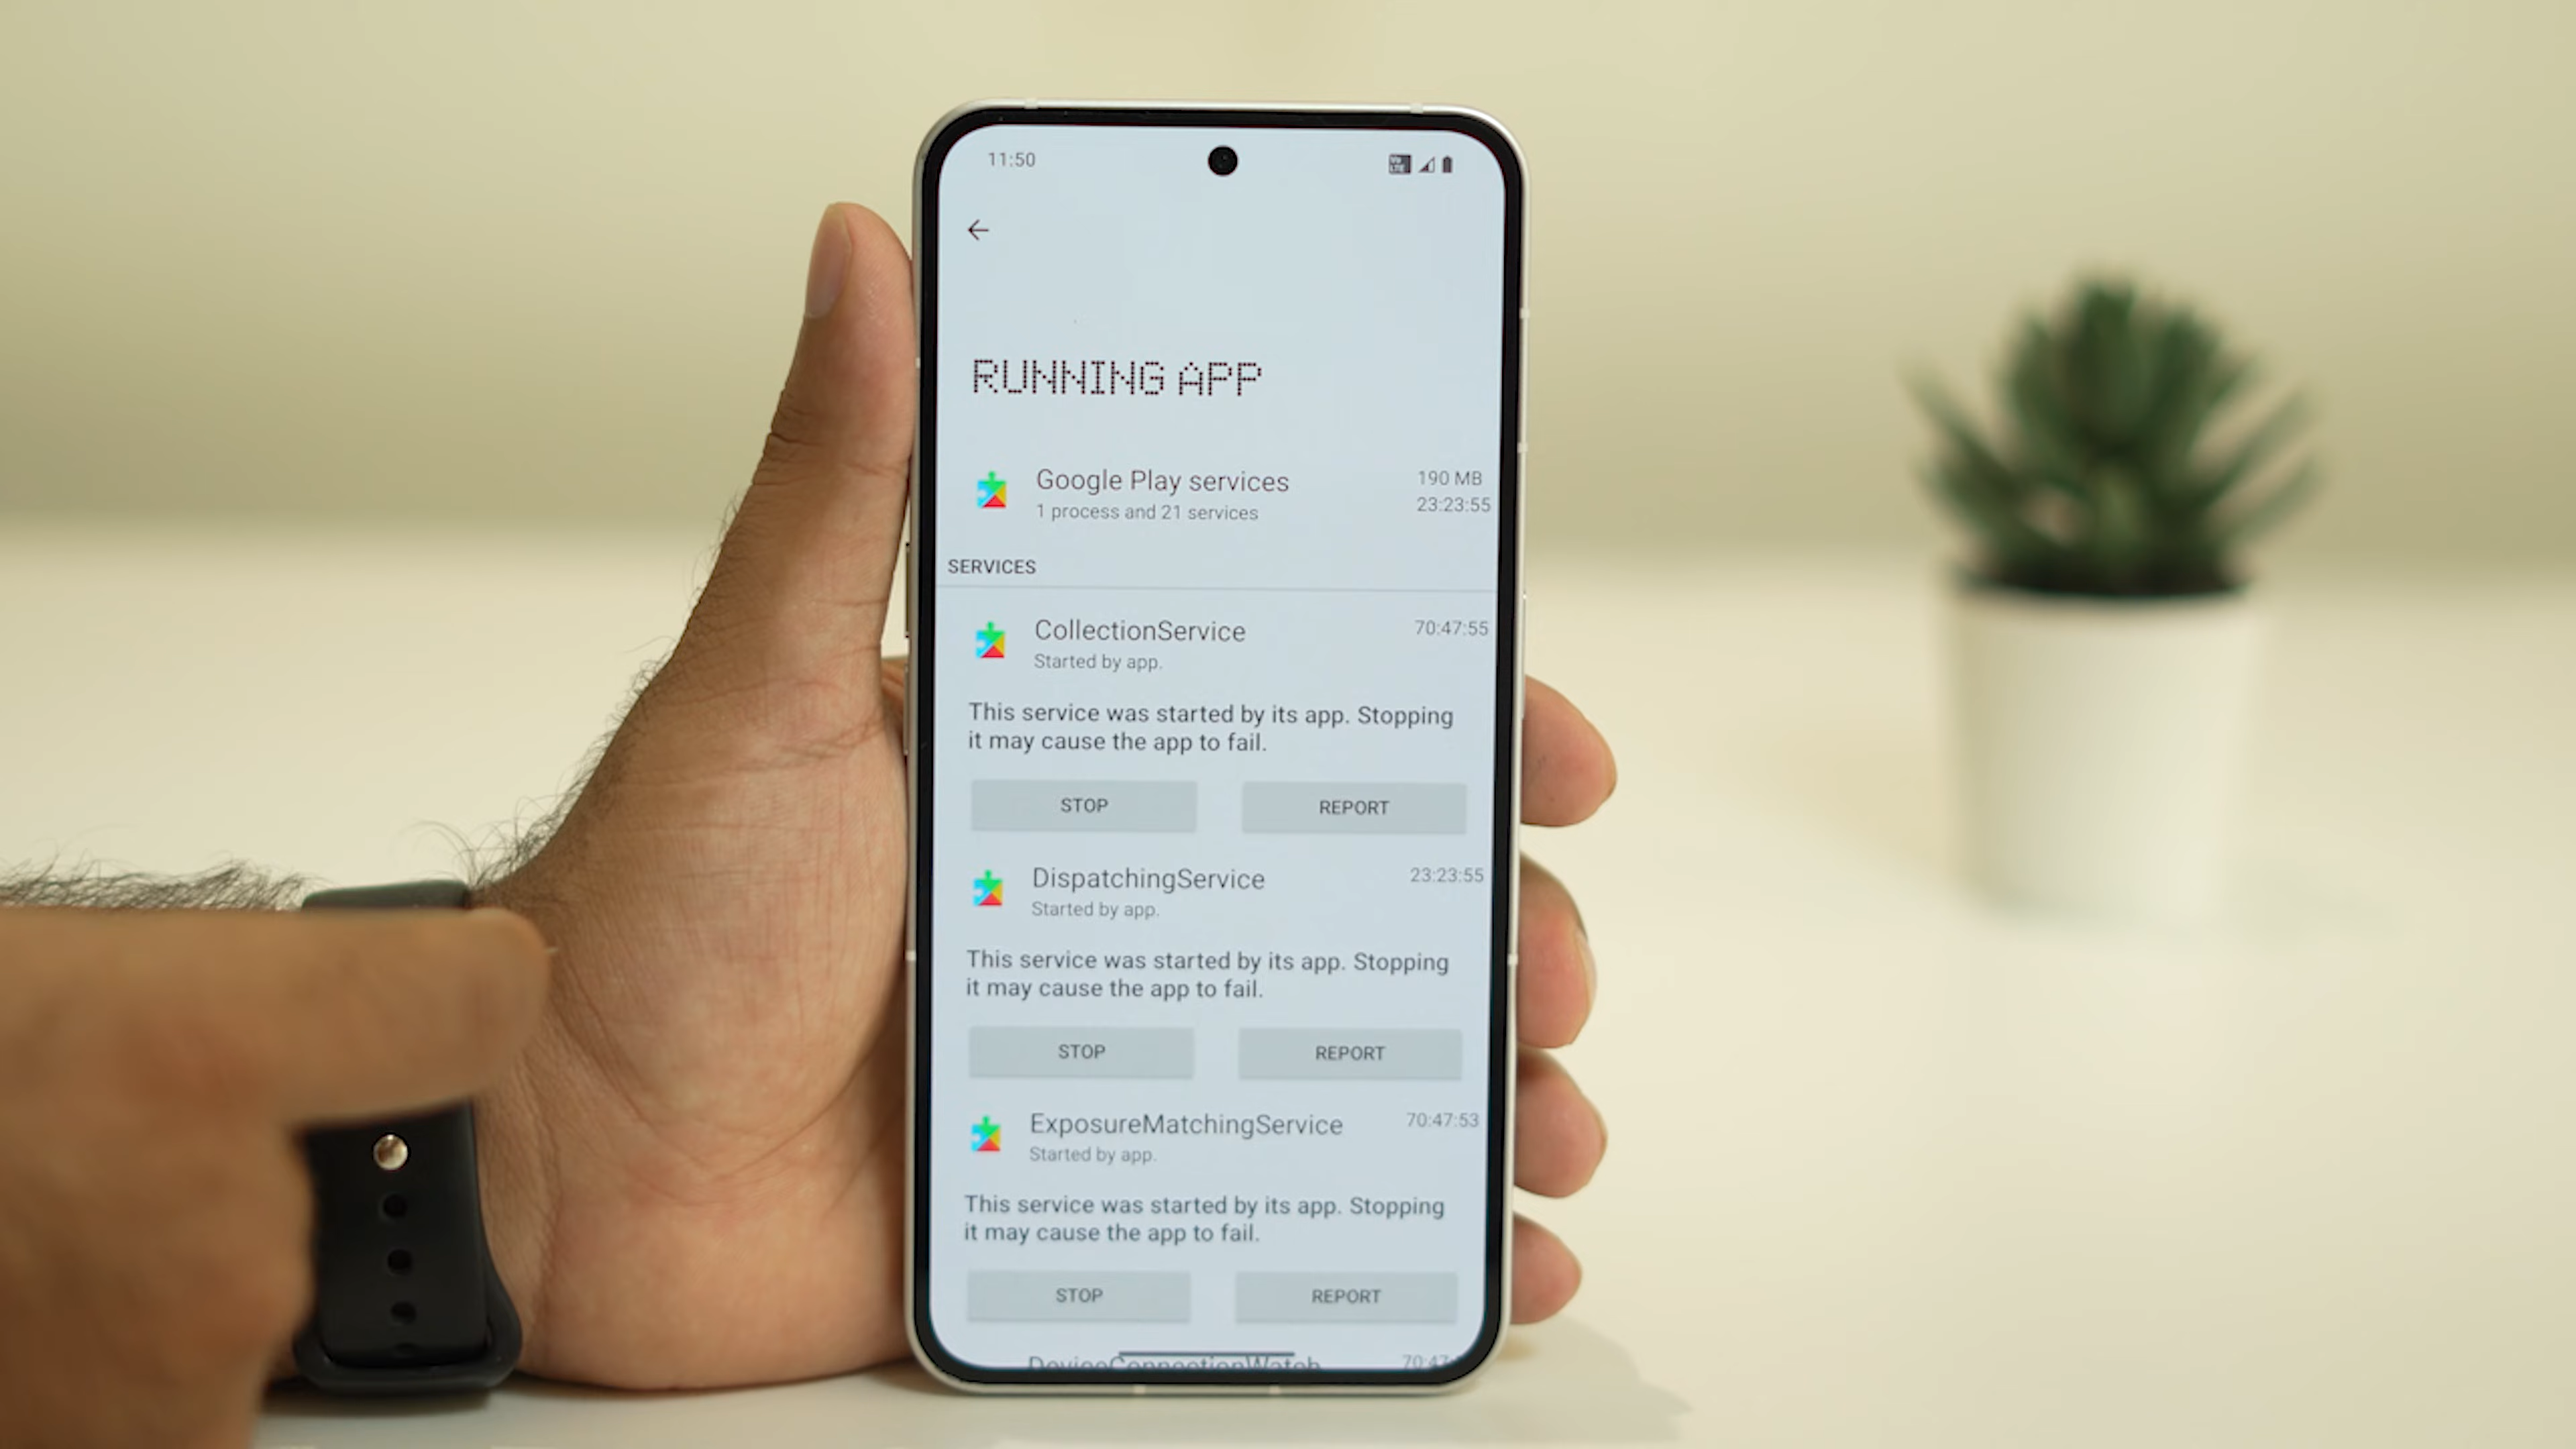 11:50
RUNNING APP
Google Play services 190 MB
1 process and 21 services 23:23:55
SERVICES
CollectionService 70:47:55
Started by app.
This service was started by its app. Stopping
it may cause the app to fail.
STOP REPORT
DispatchingService 23:23:55
Started by app.
This service was started by its app. Stopping
it may cause the app to fail.
STOP REPORT
ExposureMatchingService 70:47:53
Started by app.
This service was started by its app. Stopping
it may cause the app to fail.
STOP REPORT
DeviceConnectionWatch